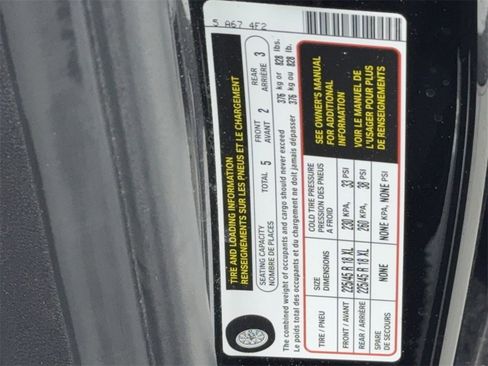 5 A67 4F2
TIRE AND LOADING INFORMATION
RENSEIGNEMENTS SUR LES PNEUS ET LE CHARGEMENT
SEATING CAPACITY
NOMBRE DE PLACES
TOTAL 5
FRONT
AVANT 2
REAR
ARRIÈRE 3
The combined weight of occupants and cargo should never exceed 376 kg or 828 lbs.
Le poids total des occupants et du chargement ne doit jamais dépasser 376 kg ou 828 lb.
TIRE / PNEU
SIZE
DIMENSIONS
COLD TIRE PRESSURE
PRESSION DES PNEUS
A FROID
FRONT / AVANT 225/45 R 18 XL 230 KPA, 33 PSI
REAR / ARRIÈRE 225/45 R 18 XL 260 KPA, 38 PSI
SPARE
DE SECOURS
NONE NONE KPA, NONE PSI
SEE OWNER'S MANUAL
FOR ADDITIONAL
INFORMATION
VOIR LE MANUEL DE
L'USAGER POUR PLUS
DE RENSEIGNEMENTS